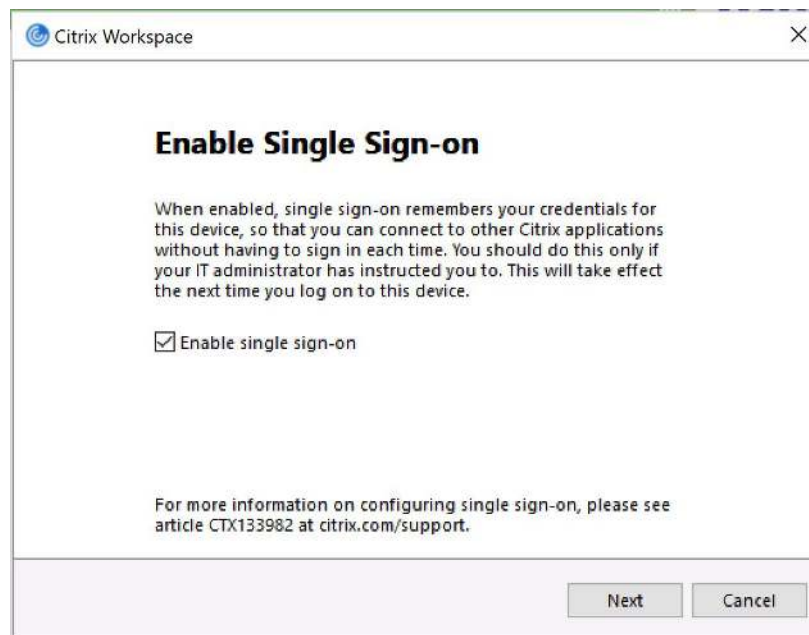 Citrix Workspace
Enable Single Sign-on
When enabled, single sign-on remembers your credentials for
this device, so that you can connect to other Citrix applications
without having to sign in each time. You should do this only if
your IT administrator has instructed you to. This will take effect
the next time you log on to this device.
Enable single sign-on
For more information on configuring single sign-on, please see
article CTX133982 at citrix.com/support.
Next
Cancel